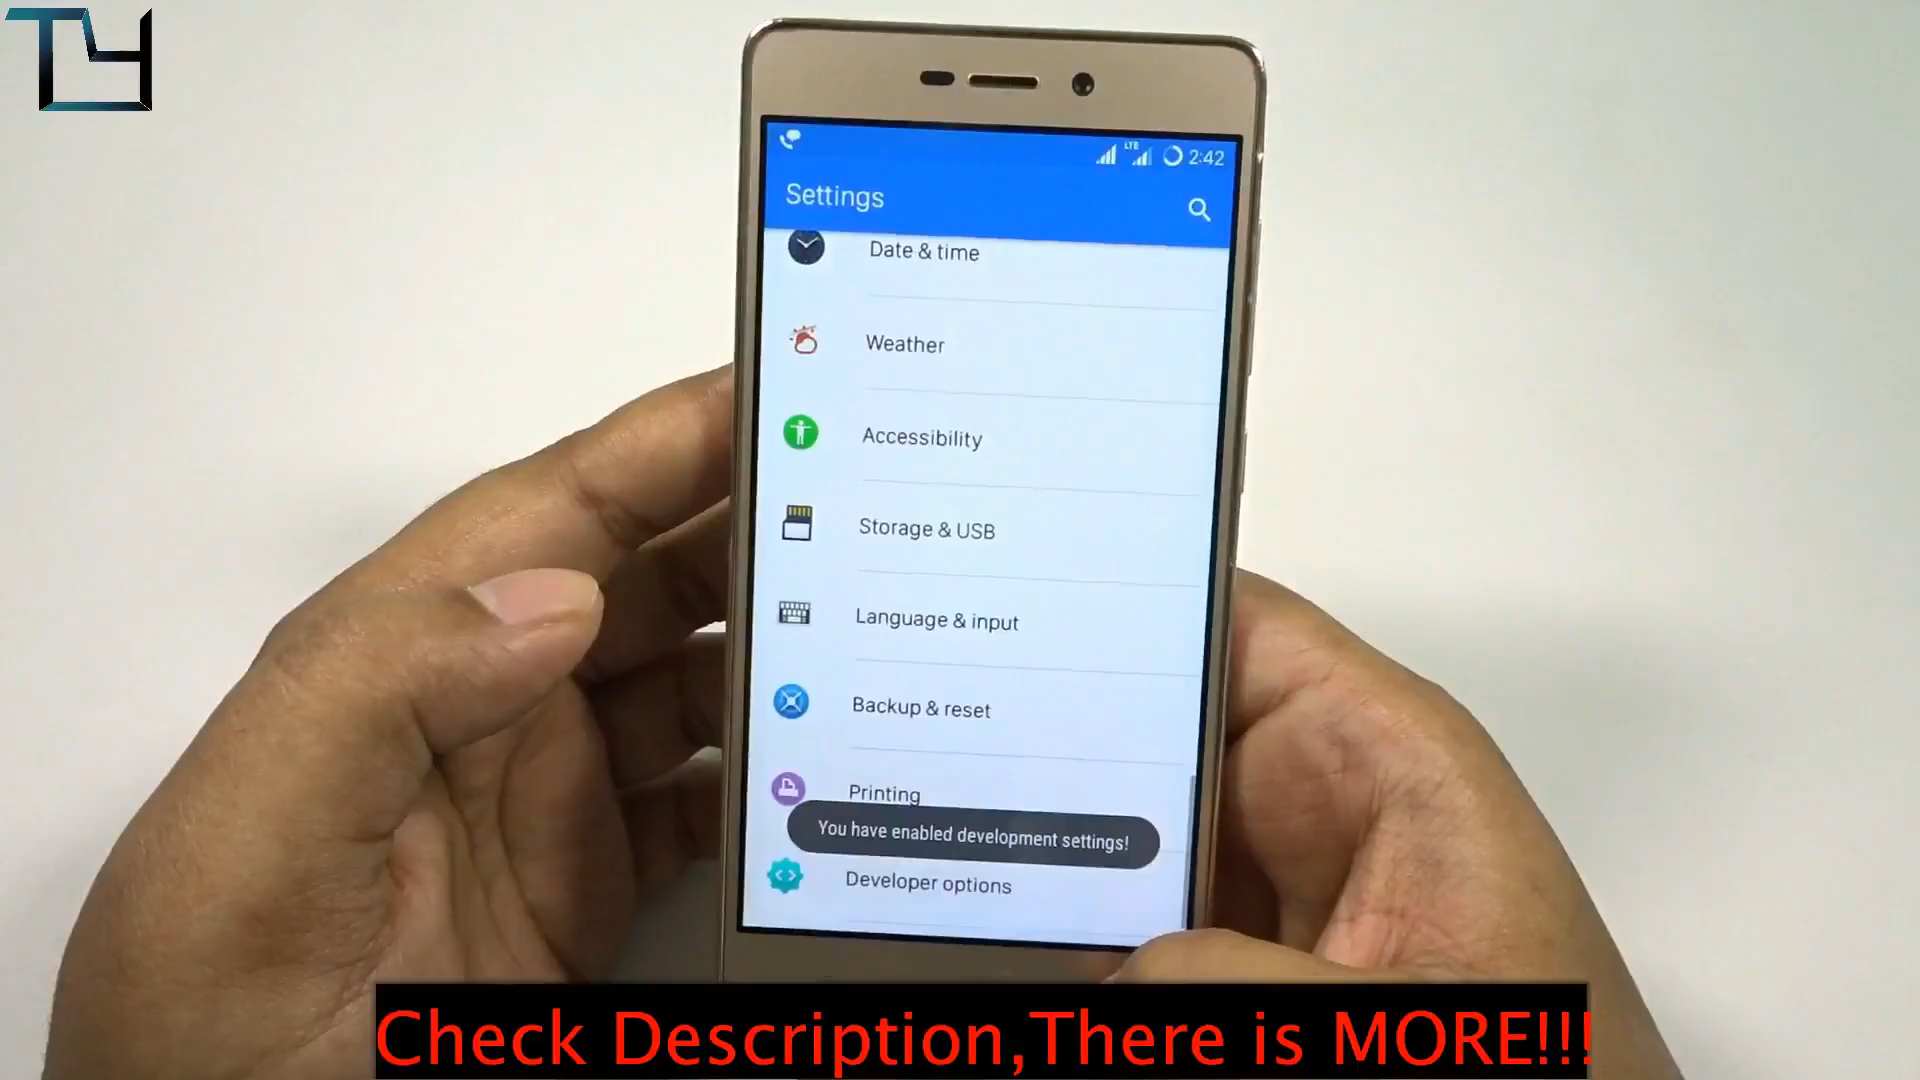 TY
LTE
2:42
Settings
Date & time
Weather
Accessibility
Storage & USB
Language & input
Backup & reset
Printing
You have enabled development settings!
Developer options
Check Description,There is MORE!!!